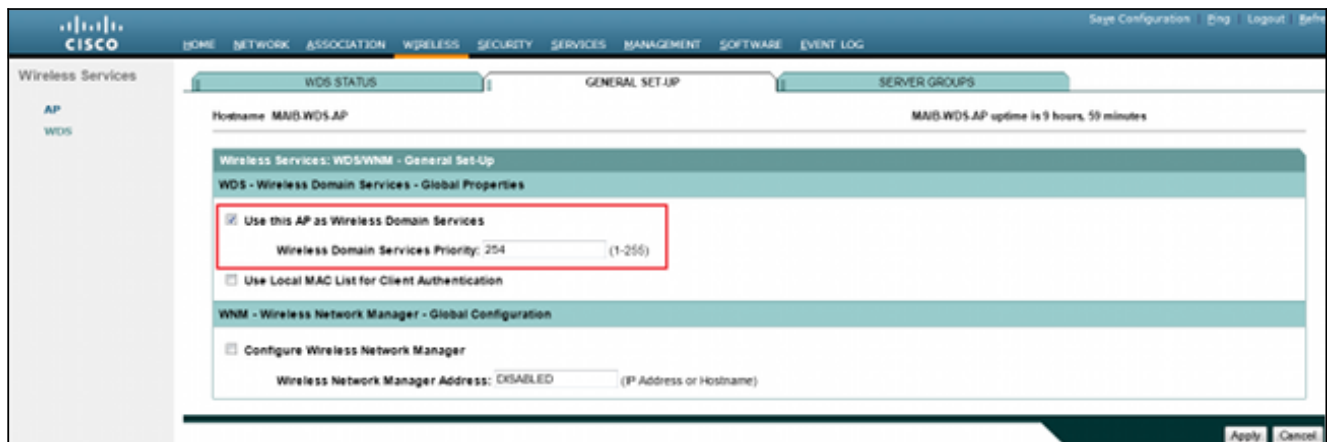 Save Configuration | Ping | Logout | Refre
CISCO
HOME NETWORK ASSOCIATION WIRELESS SECURITY SERVICES MANAGEMENT SOFTWARE EVENT LOG
Wireless Services
AP
WDS
WDS STATUS
GENERAL SET-UP
SERVER GROUPS
Hostname MAIB-WDS-AP
MAIB-WDS-AP uptime is 9 hours, 59 minutes
Wireless Services: WDS/WNM - General Set-Up
WDS - Wireless Domain Services - Global Properties
Use this AP as Wireless Domain Services
Wireless Domain Services Priority: 254 (1-255)
Use Local MAC List for Client Authentication
WNM - Wireless Network Manager - Global Configuration
Configure Wireless Network Manager
Wireless Network Manager Address: DISABLED (IP Address or Hostname)
Apply Cancel